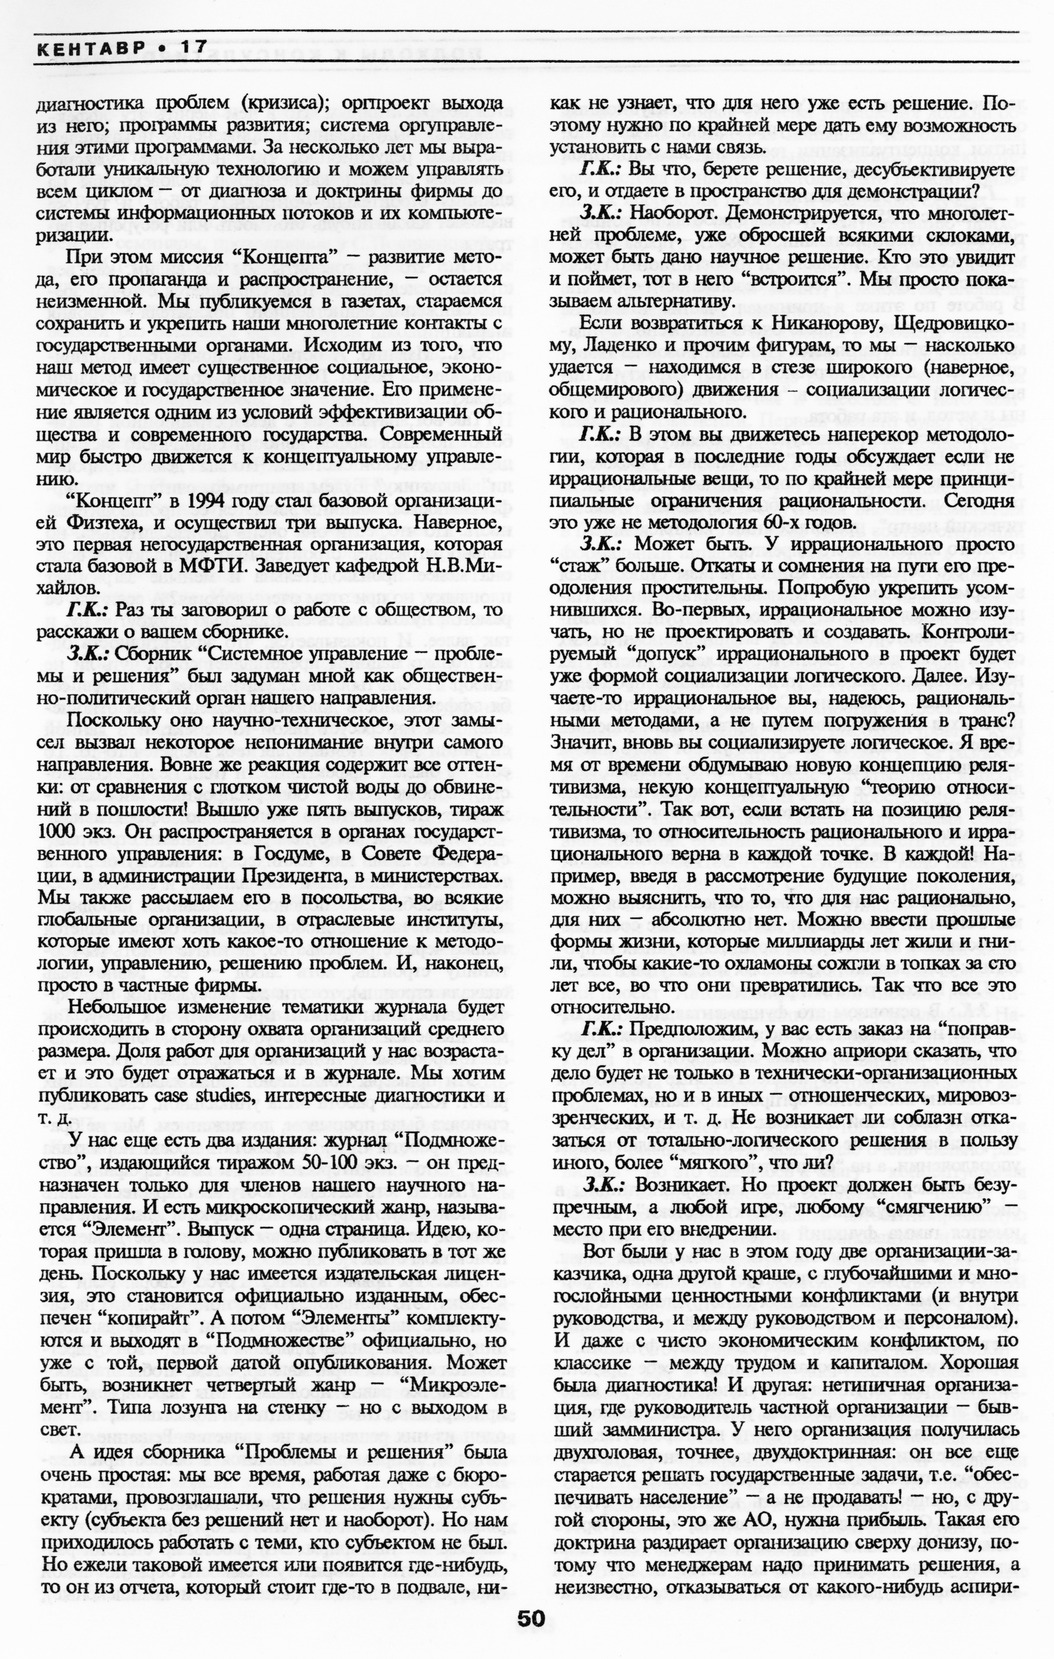 КЕНТАВР • 17
диагностика проблем (кризиса); оргпроект выхода
из него; программы развития; система оргуправле-
ния этими программами. За несколько лет мы выра-
ботали уникальную технологию и можем управлять
всем циклом — от диагноза и доктрины фирмы до
системы информационных потоков и их компьюте-
ризации.
При этом миссия “Концепта” — развитие мето-
да, его пропаганда и распространение, — остается
неизменной. Мы публикуемся в газетах, стараемся
сохранить и укрепить наши многолетние контакты с
государственными органами. Исходим из того, что
наш метод имеет существенное социальное, эконо-
мическое и государственное значение. Его примене-
ние является одним из условий эффективизации об-
щества и современного государства. Современный
мир быстро движется к концептуальному управле-
нию.
“Концепт” в 1994 году стал базовой организаци-
ей Физтеха, и осуществил три выпуска. Наверное,
это первая негосударственная организация, которая
стала базовой в МФТИ. Заведует кафедрой Н.В.Ми-
хайлов.
Г.К.: Раз ты заговорил о работе с обществом, то
расскажи о вашем сборнике.
З.К.: Сборник “Системное управление — пробле-
мы и решения” был задуман мной как обществен-
но-политический орган нашего направления.
Поскольку оно научно-техническое, этот замы-
сел вызвал некоторое непонимание внутри самого
направления. Вовне же реакция содержит все оттен-
ки: от сравнения с глотком чистой воды до обвине-
ний в пошлости! Вышло уже пять выпусков, тираж
1000 экз. Он распространяется в органах государст-
венного управления: в Госдуме, в Совете Федера-
ции, в администрации Президента, в министерствах.
Мы также рассылаем его в посольства, во всякие
глобальные организации, в отраслевые институты,
которые имеют хоть какое-то отношение к методо-
логии, управлению, решению проблем. И, наконец,
просто в частные фирмы.
Небольшое изменение тематики журнала будет
происходить в сторону охвата организаций среднего
размера. Доля работ для организаций у нас возраста-
ет и это будет отражаться и в журнале. Мы хотим
публиковать case studies, интересные диагностики и
т. д.
У нас еще есть два издания: журнал “Подмноже-
ство”, издающийся тиражом 50-100 экз. — он пред-
назначен только для членов нашего научного на-
правления. И есть микроскопический жанр, называ-
ется “Элемент”. Выпуск — одна страница. Идею, ко-
торая пришла в голову, можно публиковать в тот же
день. Поскольку у нас имеется издательская лицен-
зия, это становится официально изданным, обес-
печен “копирайт”. А потом “Элементы” комплекту-
ются и выходят в “Подмножестве” официально, но
уже с той, первой датой опубликования. Может
быть, возникнет четвертый жанр — “Микроэле-
мент”. Типа лозунга на стенку — но с выходом в
свет.
А идея сборника “Проблемы и решения” была
очень простая: мы все время, работая даже с бюро-
кратами, провозглашали, что решения нужны субъ-
екту (субъекта без решений нет и наоборот). Но нам
приходилось работать с теми, кто субъектом не был.
Но ежели таковой имеется или появится где-нибудь,
то он из отчета, который стоит где-то в подвале, ни-
как не узнает, что для него уже есть решение. По-
этому нужно по крайней мере дать ему возможность
установить с нами связь.
Г.К.: Вы что, берете решение, десубъективируете
его, и отдаете в пространство для демонстрации?
З.К.: Наоборот. Демонстрируется, что многолет-
ней проблеме, уже обросшей всякими склоками,
может быть дано научное решение. Кто это увидит
и поймет, тот в него “встроится”. Мы просто пока-
зываем альтернативу.
Если возвратиться к Никанорову, Щедровицко-
му, Ладенко и прочим фигурам, то мы — насколько
удается — находимся в стезе широкого (наверное,
общемирового) движения – социализации логичес-
кого и рационального.
Г.К.: В этом вы движетесь наперекор методоло-
гии, которая в последние годы обсуждает если не
иррациональные вещи, то по крайней мере принци-
пиальные ограничения рациональности. Сегодня
это уже не методология 60-х годов.
З.К.: Может быть. У иррационального просто
“стаж” больше. Откаты и сомнения на пути его пре-
одоления простительны. Попробую укрепить усом-
нившихся. Во-первых, иррациональное можно изу-
чать, но не проектировать и создавать. Контроли-
руемый “допуск” иррационального в проект будет
уже формой социализации логического. Далее. Изу-
чаете-то иррациональное вы, надеюсь, рациональ-
ными методами, а не путем погружения в транс?
Значит, вновь вы социализируете логическое. Я вре-
мя от времени обдумываю новую концепцию реля-
тивизма, некую концептуальную “теорию относи-
тельности”. Так вот, если встать на позицию реля-
тивизма, то относительность рационального и ирра-
ционального верна в каждой точке. В каждой! На-
пример, введя в рассмотрение будущие поколения,
можно выяснить, что то, что для нас рационально,
для них — абсолютно нет. Можно ввести прошлые
формы жизни, которые миллиарды лет жили и гни-
ли, чтобы какие-то охламоны сожгли в топках за сто
лет все, во что они превратились. Так что все это
относительно.
Г.К.: Предположим, у вас есть заказ на “поправ-
ку дел” в организации. Можно априори сказать, что
дело будет не только в технически-организационных
проблемах, но и в иных — отношенческих, мировоз-
зренческих, и т. д. Не возникает ли соблазн отка-
заться от тотально-логического решения в пользу
иного, более “мягкого”, что ли?
З.К.: Возникает. Но проект должен быть безу-
пречным, а любой игре, любому “смягчению” —
место при его внедрении.
Вот были у нас в этом году две организации-за-
казчика, одна другой краше, с глубочайшими и мно-
гослойными ценностными конфликтами (и внутри
руководства, и между руководством и персоналом).
И даже с чисто экономическим конфликтом, по
классике — между трудом и капиталом. Хорошая
была диагностика! И другая: нетипичная организа-
ция, где руководитель частной организации — быв-
ший замминистра. У него организация получилась
двухголовая, точнее, двухдоктринная: он все еще
старается решать государственные задачи, т.е. “обес-
печивать население” — а не продавать! — но, с дру-
гой стороны, это же АО, нужна прибыль. Такая его
доктрина раздирает организацию сверху донизу, по-
тому что менеджерам надо принимать решения, а
неизвестно, отказываться от какого-нибудь аспири-
50